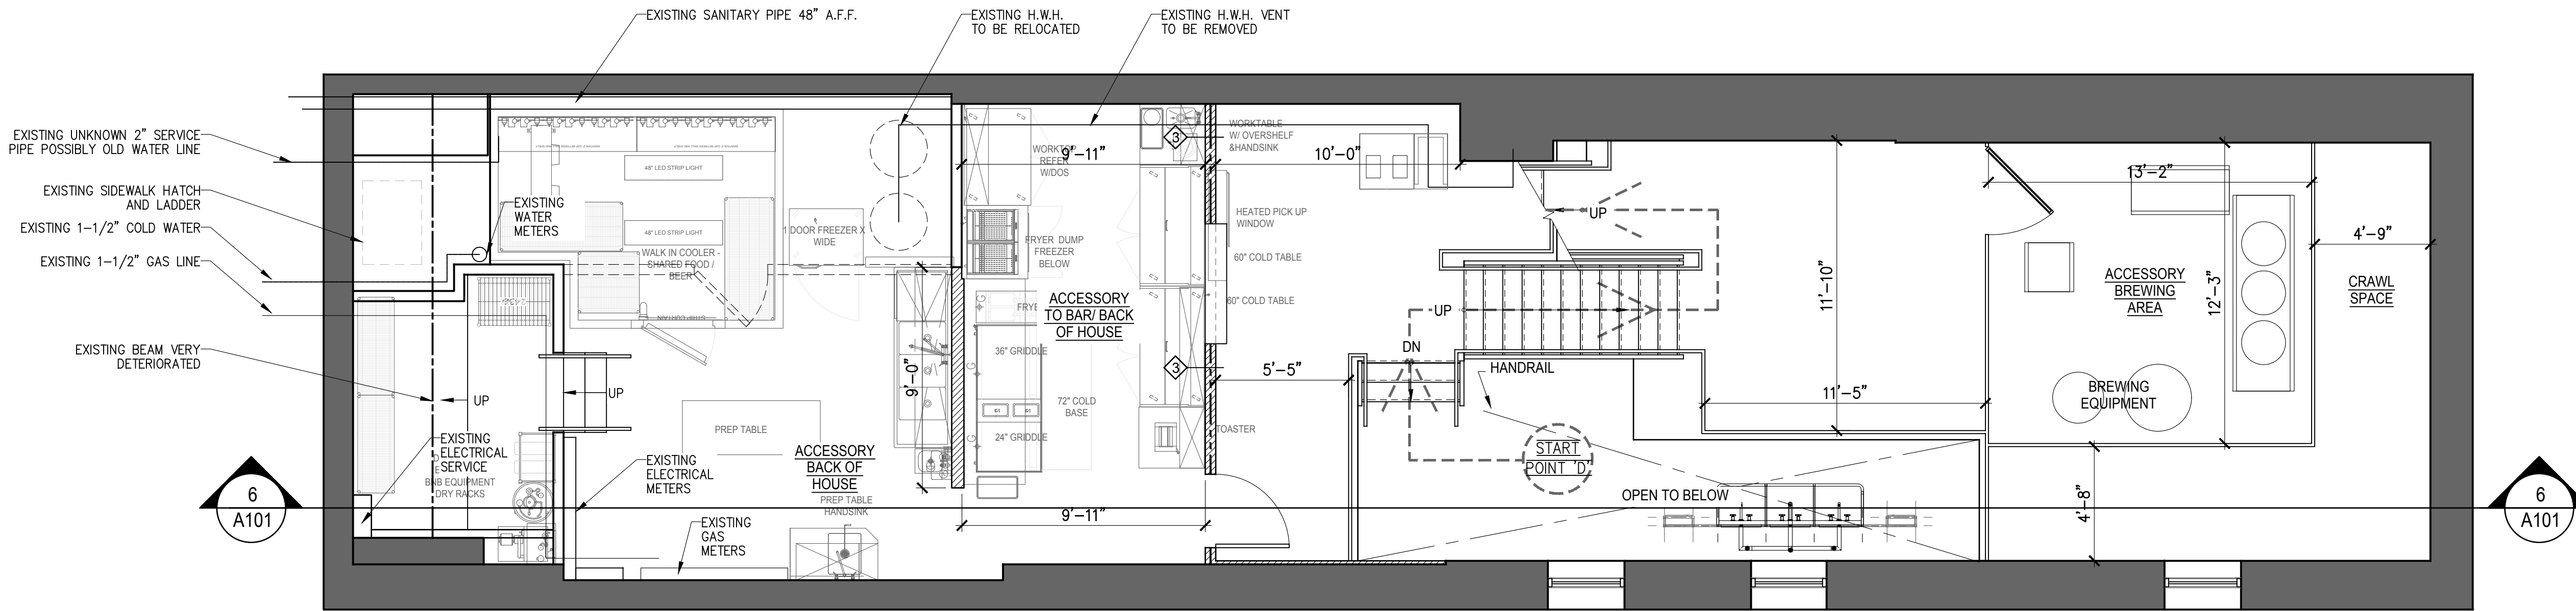 EXISTING SANITARY PIPE 48" A.F.F.
EXISTING H.W.H.
TO BE RELOCATED
EXISTING H.W.H. VENT
TO BE REMOVED
EXISTING UNKNOWN 2" SERVICE
PIPE POSSIBLY OLD WATER LINE
EXISTING SIDEWALK HATCH
AND LADDER
EXISTING 1-1/2" COLD WATER
EXISTING 1-1/2" GAS LINE
EXISTING BEAM VERY
DETERIORATED
EXISTING
WATER
METERS
48" LED STRIP LIGHT
48" LED STRIP LIGHT
WALK IN COOLER -
SHARED FOOD /
BEER
1 DOOR FREEZER X
WIDE
WORKTOP
REFER
W/DOS
9'-11"
3
WORKTABLE
W/ OVERSHELF
&HANDSINK
10'-0"
HEATED PICK UP
WINDOW
FRYER DUMP
FREEZER
BELOW
60" COLD TABLE
60" COLD TABLE
ACCESSORY
TO BAR/ BACK
OF HOUSE
36" GRIDDLE
3
72" COLD
BASE
24" GRIDDLE
TOASTER
9'-0"
UP
UP
PREP TABLE
ACCESSORY
BACK OF
HOUSE
PREP TABLE
HANDSINK
EXISTING
ELECTRICAL
SERVICE
BNB EQUIPMENT
DRY RACKS
EXISTING
ELECTRICAL
METERS
EXISTING
GAS
METERS
9'-11"
5'-5"
UP
UP
DN
HANDRAIL
START
POINT 'D'
OPEN TO BELOW
11'-10"
11'-5"
13'-2"
12'-3"
4'-9"
4'-8"
ACCESSORY
BREWING
AREA
BREWING
EQUIPMENT
CRAWL
SPACE
6
A101
6
A101